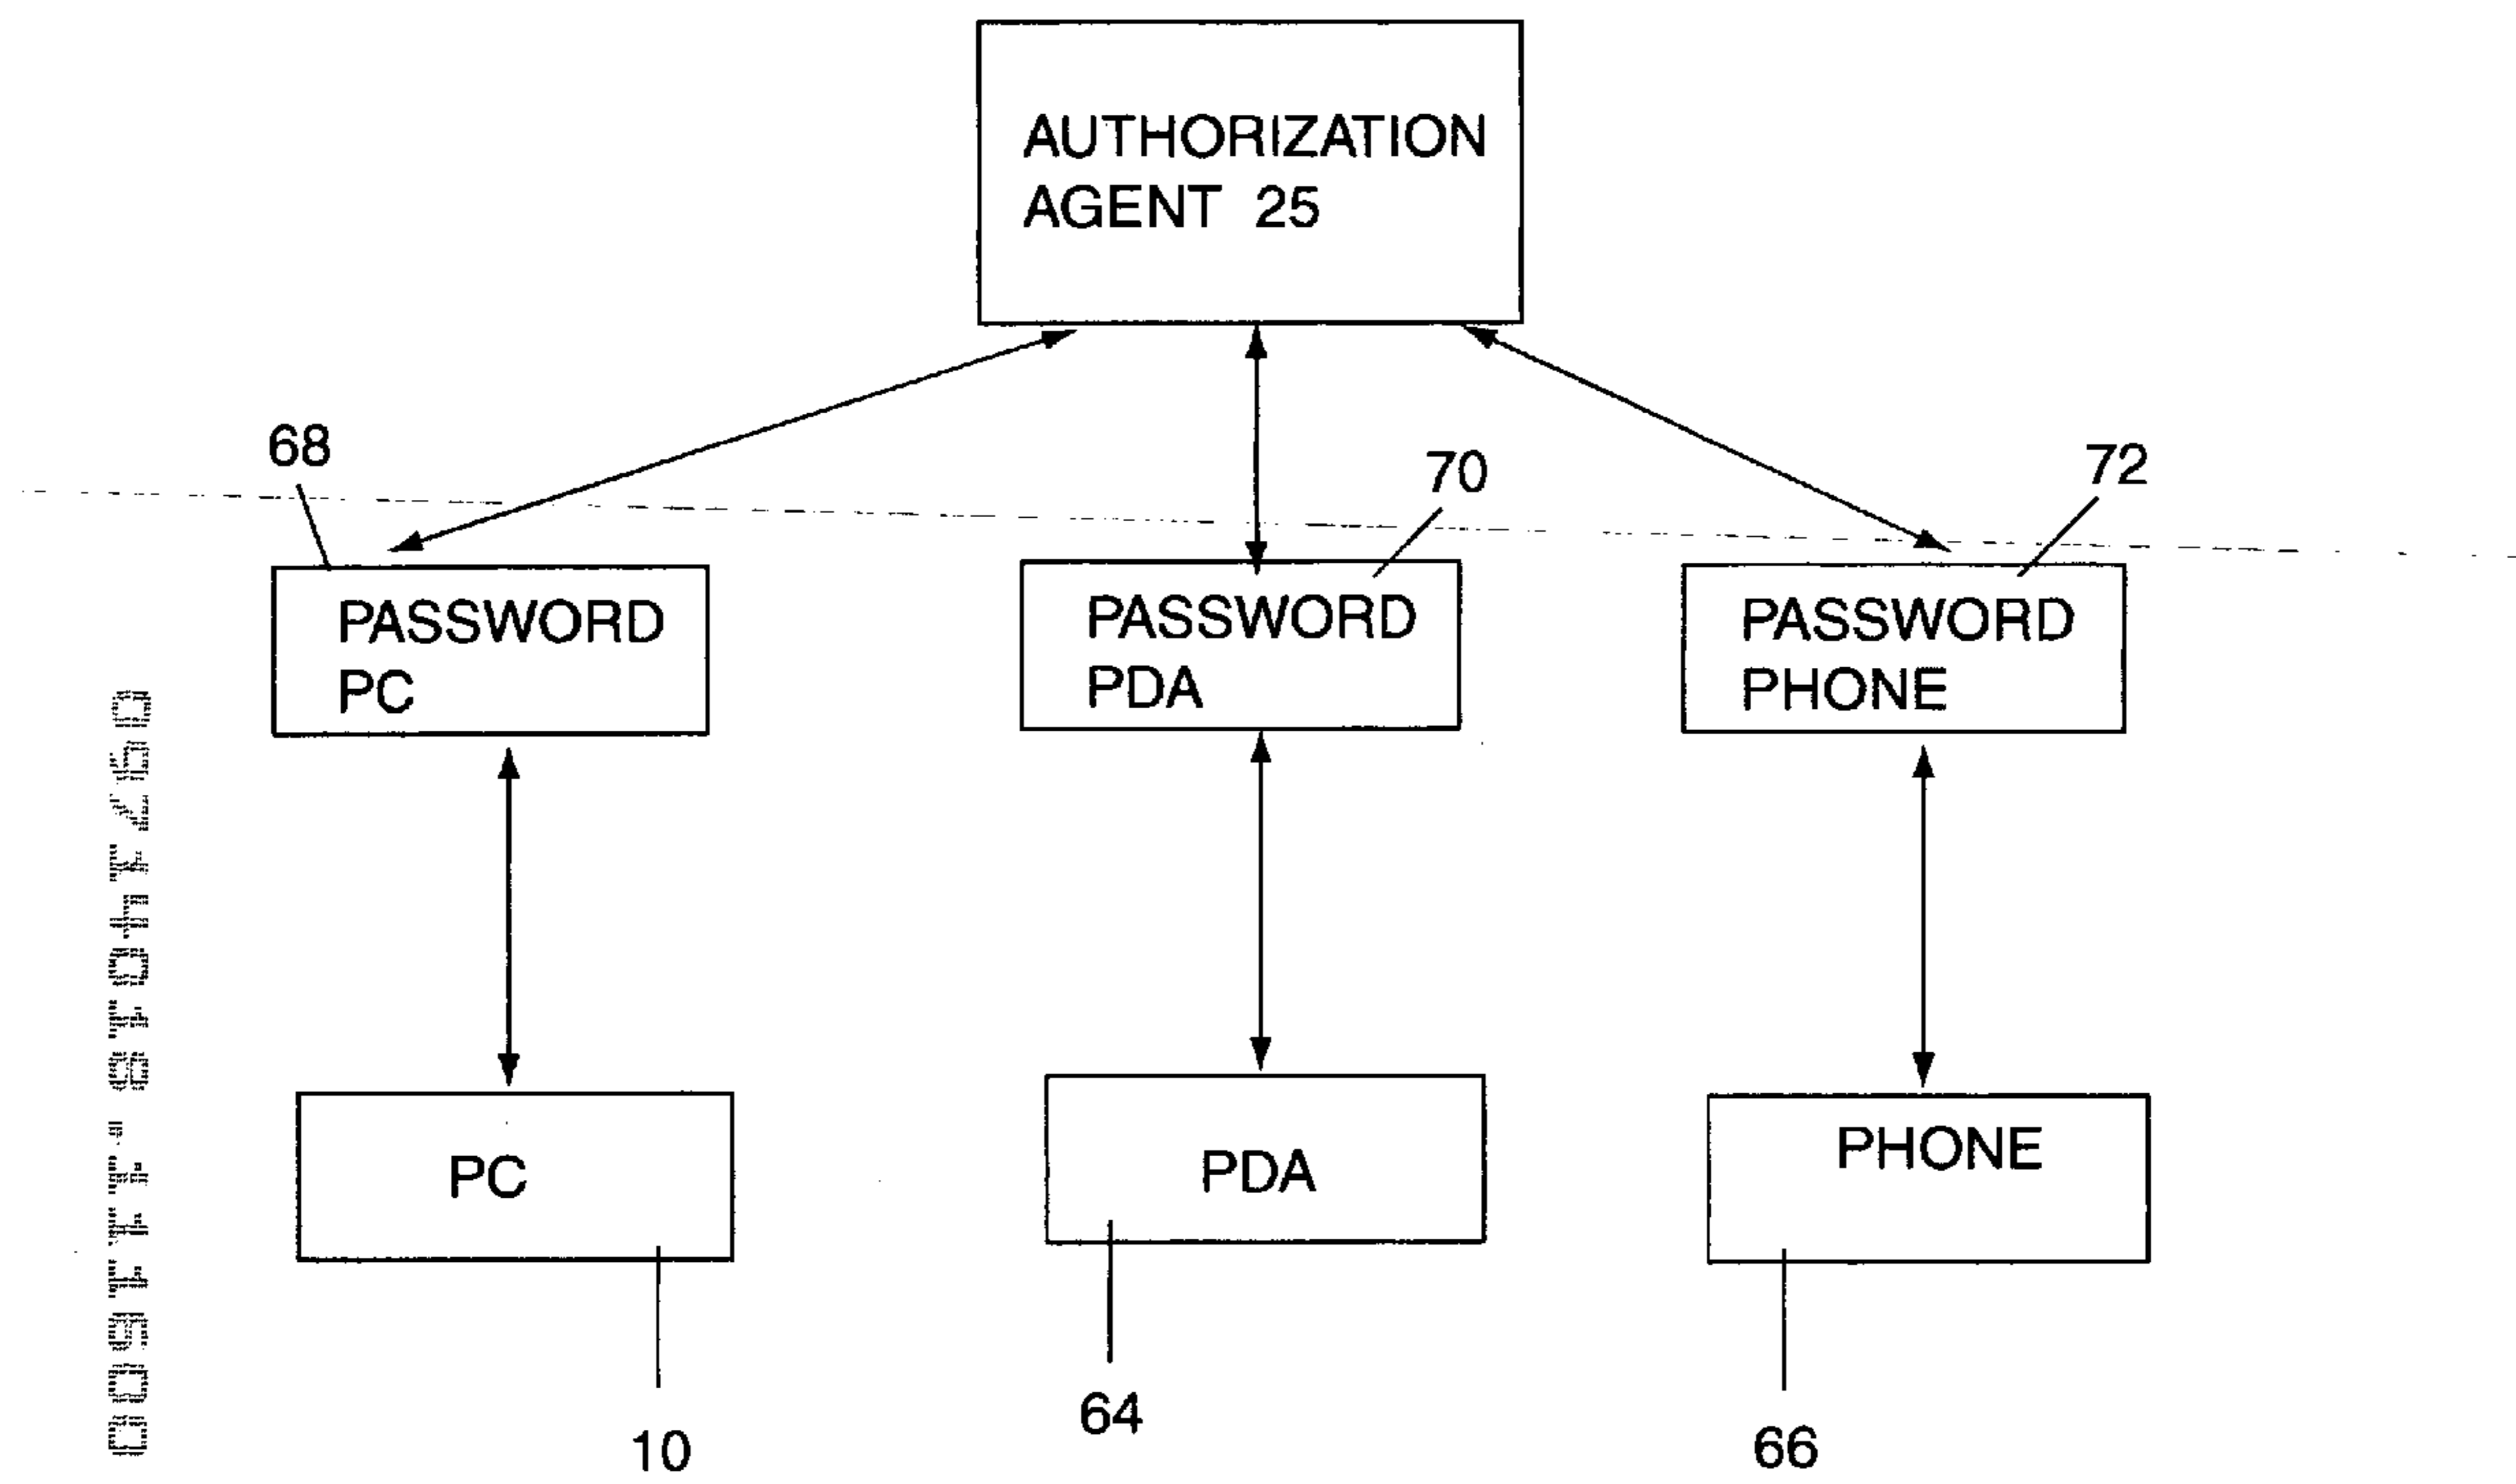 AUTHORIZATION
AGENT 25
68
70
72
PASSWORD
PC
PASSWORD
PDA
PASSWORD
PHONE
PC
PDA
PHONE
10
64
66